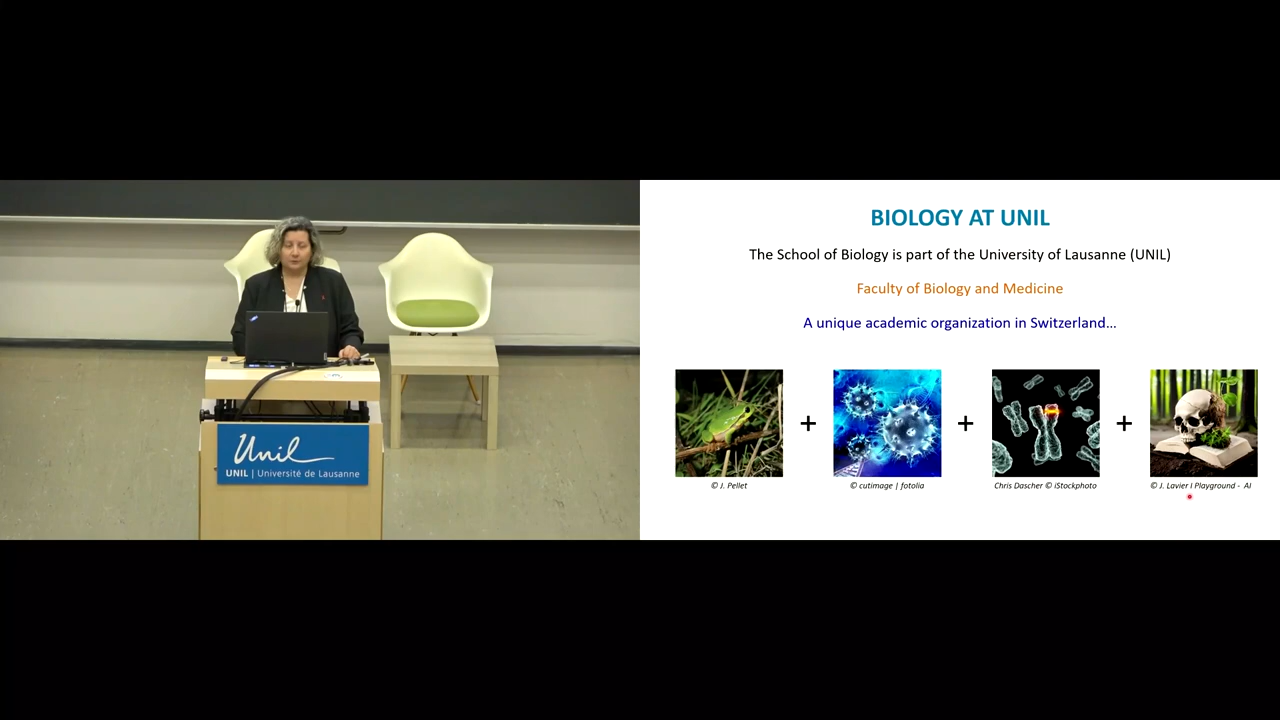 Unil
UNIL | Université de Lausanne
BIOLOGY AT UNIL
The School of Biology is part of the University of Lausanne (UNIL)
Faculty of Biology and Medicine
A unique academic organization in Switzerland...
+ + +
© J. Pellet
© cutimage | fotolia
Chris Dascher © iStockphoto
© J. Lavier I Playground - AI